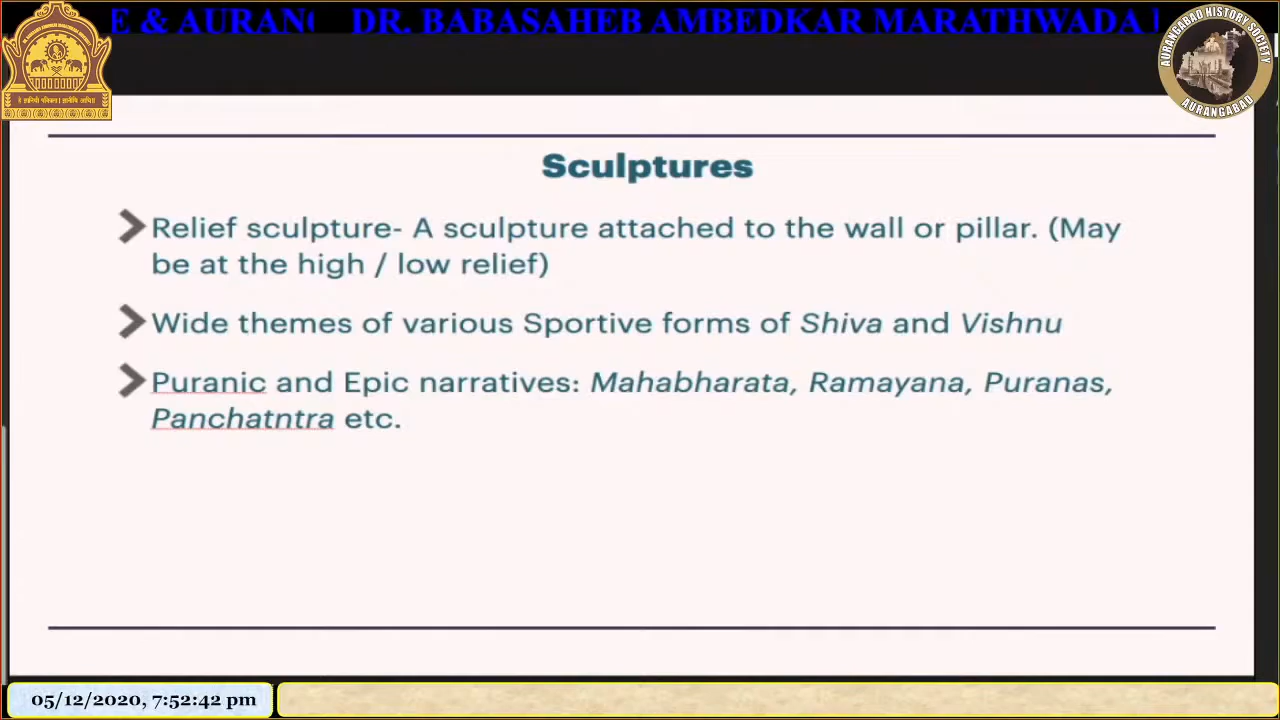 E & AURANG DR. BABASAHEB AMBEDKAR MARATHWADA
AURANGABAD HISTORY SOCIETY
AURANGABAD
Sculptures
Relief sculpture- A sculpture attached to the wall or pillar. (May
be at the high / low relief)
Wide themes of various Sportive forms of Shiva and Vishnu
Puranic and Epic narratives: Mahabharata, Ramayana, Puranas,
Panchatntra etc.
05/12/2020, 7:52:42 pm